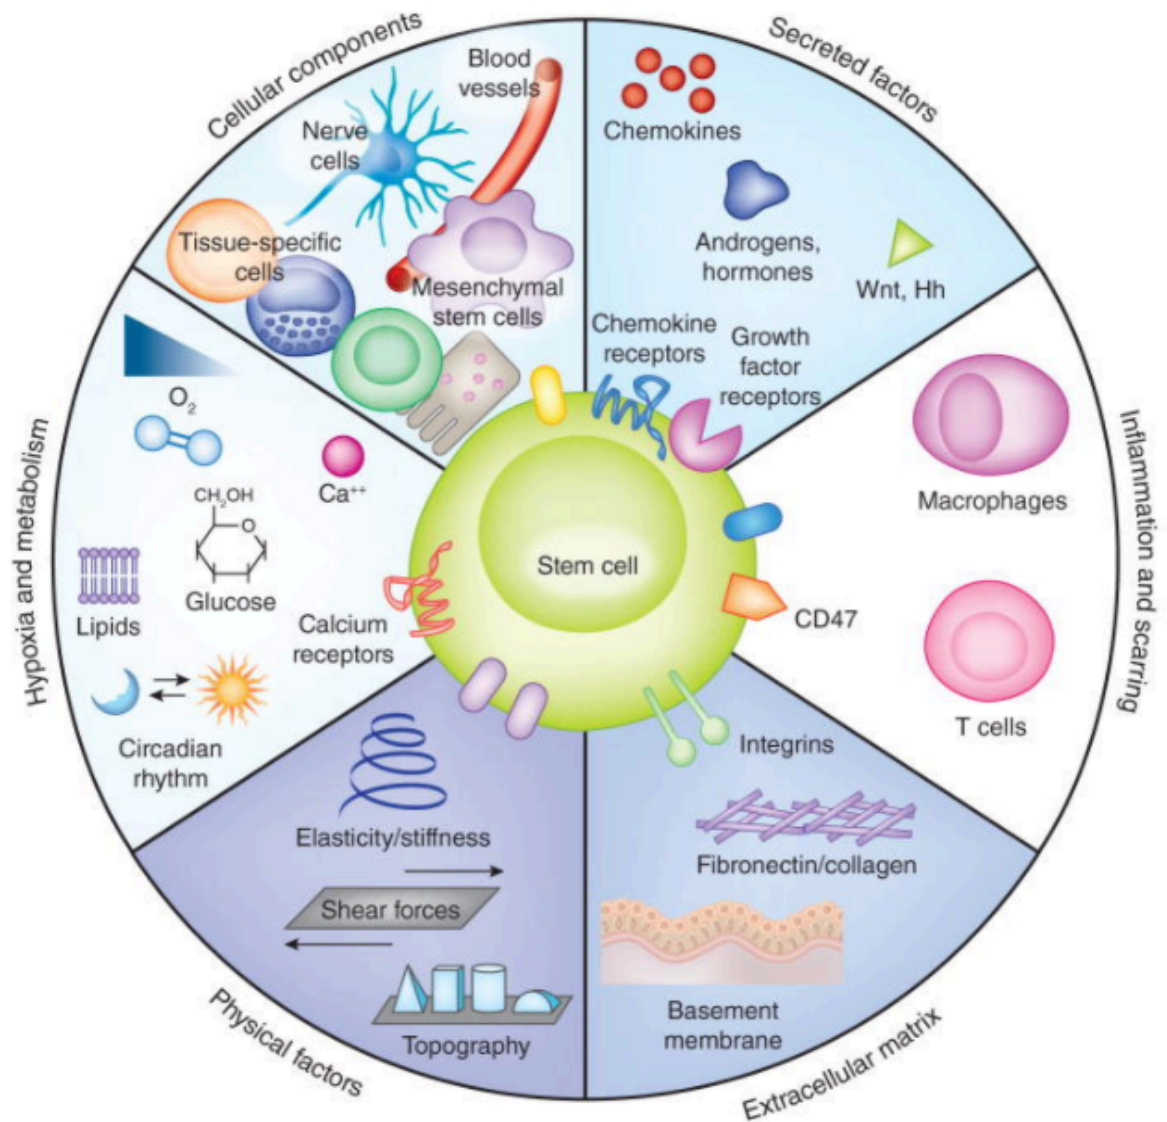 Cellular components
Blood
vessels
Nerve
cells
Tissue-specific
cells
Mesenchymal
stem cells
Secreted factors
Chemokines
Androgens,
hormones
Wnt, Hh
Chemokine
receptors
Growth
factor
receptors
Inflammation and scarring
Macrophages
CD47
T cells
Extracellular matrix
Integrins
Fibronectin/collagen
Basement
membrane
Physical factors
Elasticity/stiffness
Shear forces
Topography
Hypoxia and metabolism
O2
Ca++
CH2OH
O
Glucose
Lipids
Calcium
receptors
Circadian
rhythm
Stem cell